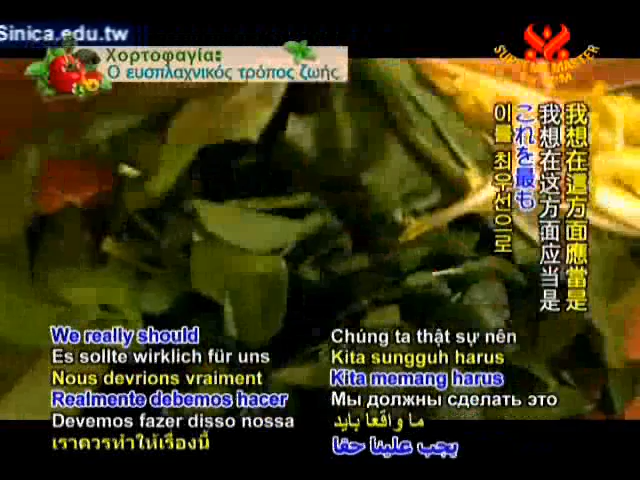 Sinica.edu.tw
Χορτοφαγία:
Ο ευσπλαχνικός τρόπος ζωής
SUPREME MASTER
我想在這方面應當是
我想在这方面应当是
これを最も
이를 최우선으로
We really should
Es sollte wirklich für uns
Nous devrions vraiment
Realmente debemos hacer
Devemos fazer disso nossa
เราควรทำให้เรื่องนี้
Chúng ta thật sự nên
Kita sungguh harus
Kita memang harus
Мы должны сделать это
ما واقعا باید
يجب علينا حقا